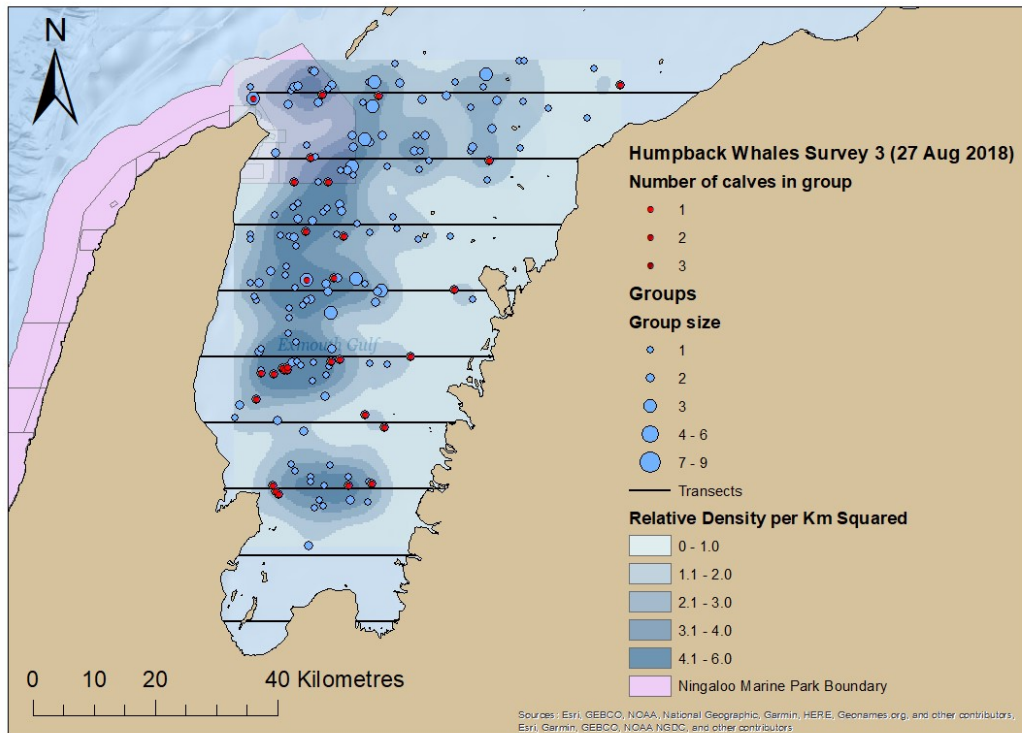 N
Humpback Whales Survey 3 (27 Aug 2018)
Number of calves in group
1
2
3
Groups
Group size
1
2
3
4 - 6
7 - 9
Transects
Relative Density per Km Squared
0 - 1.0
1.1 - 2.0
2.1 - 3.0
3.1 - 4.0
4.1 - 6.0
Ningaloo Marine Park Boundary
Exmouth Gulf
0 10 20 40 Kilometres
Sources: Esri, GEBCO, NOAA, National Geographic, Garmin, HERE, Geonames.org, and other contributors,
Esri, Garmin, GEBCO, NOAA NGDC, and other contributors